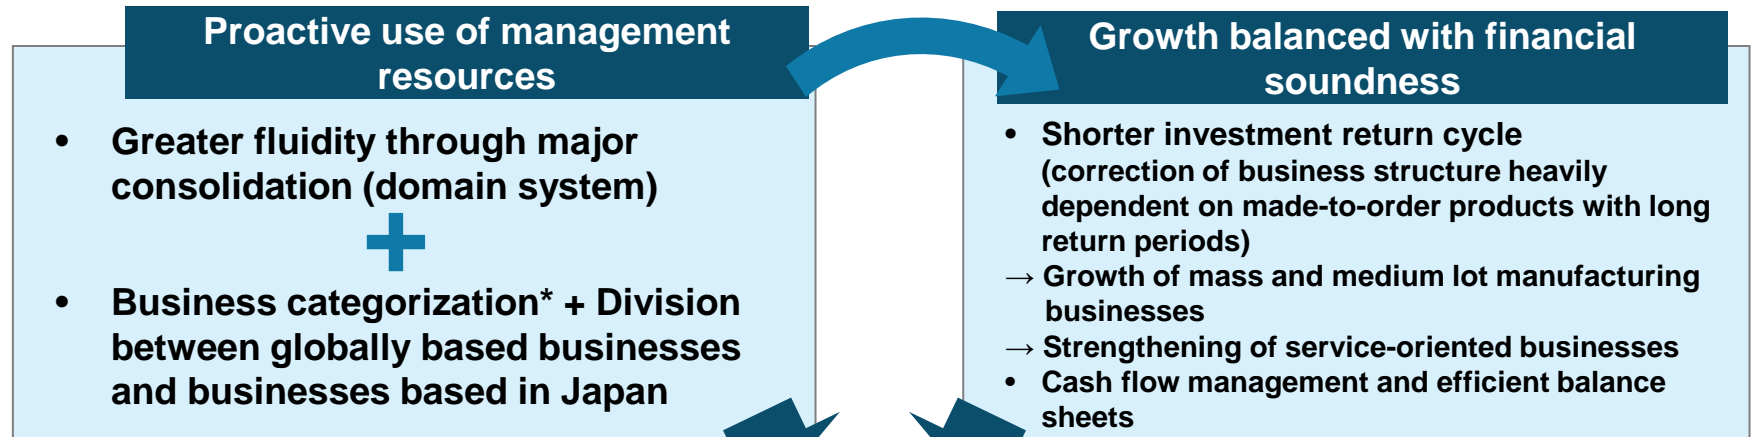 Proactive use of management
resources
• Greater fluidity through major
consolidation (domain system)
+
• Business categorization* + Division
between globally based businesses
and businesses based in Japan
Growth balanced with financial
soundness
• Shorter investment return cycle
(correction of business structure heavily
dependent on made-to-order products with long
return periods)
→ Growth of mass and medium lot manufacturing
businesses
→ Strengthening of service-oriented businesses
• Cash flow management and efficient balance
sheets